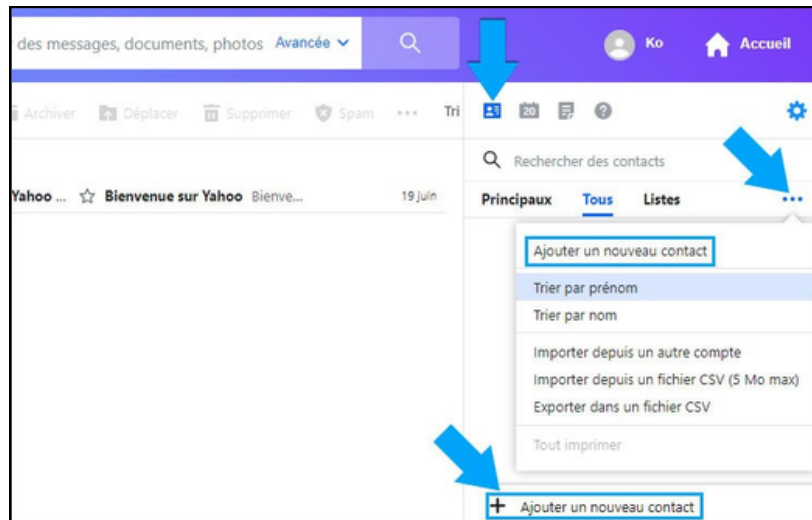 des messages, documents, photos Avancée
Ko
Accueil
Archiver Déplacer Supprimer Spam ••• Tri
20
Rechercher des contacts
Yahoo ... Bienvenue sur Yahoo Bienve... 19 juin
Principaux Tous Listes •••
Ajouter un nouveau contact
Trier par prénom
Trier par nom
Importer depuis un autre compte
Importer depuis un fichier CSV (5 Mo max)
Exporter dans un fichier CSV
Tout imprimer
+ Ajouter un nouveau contact